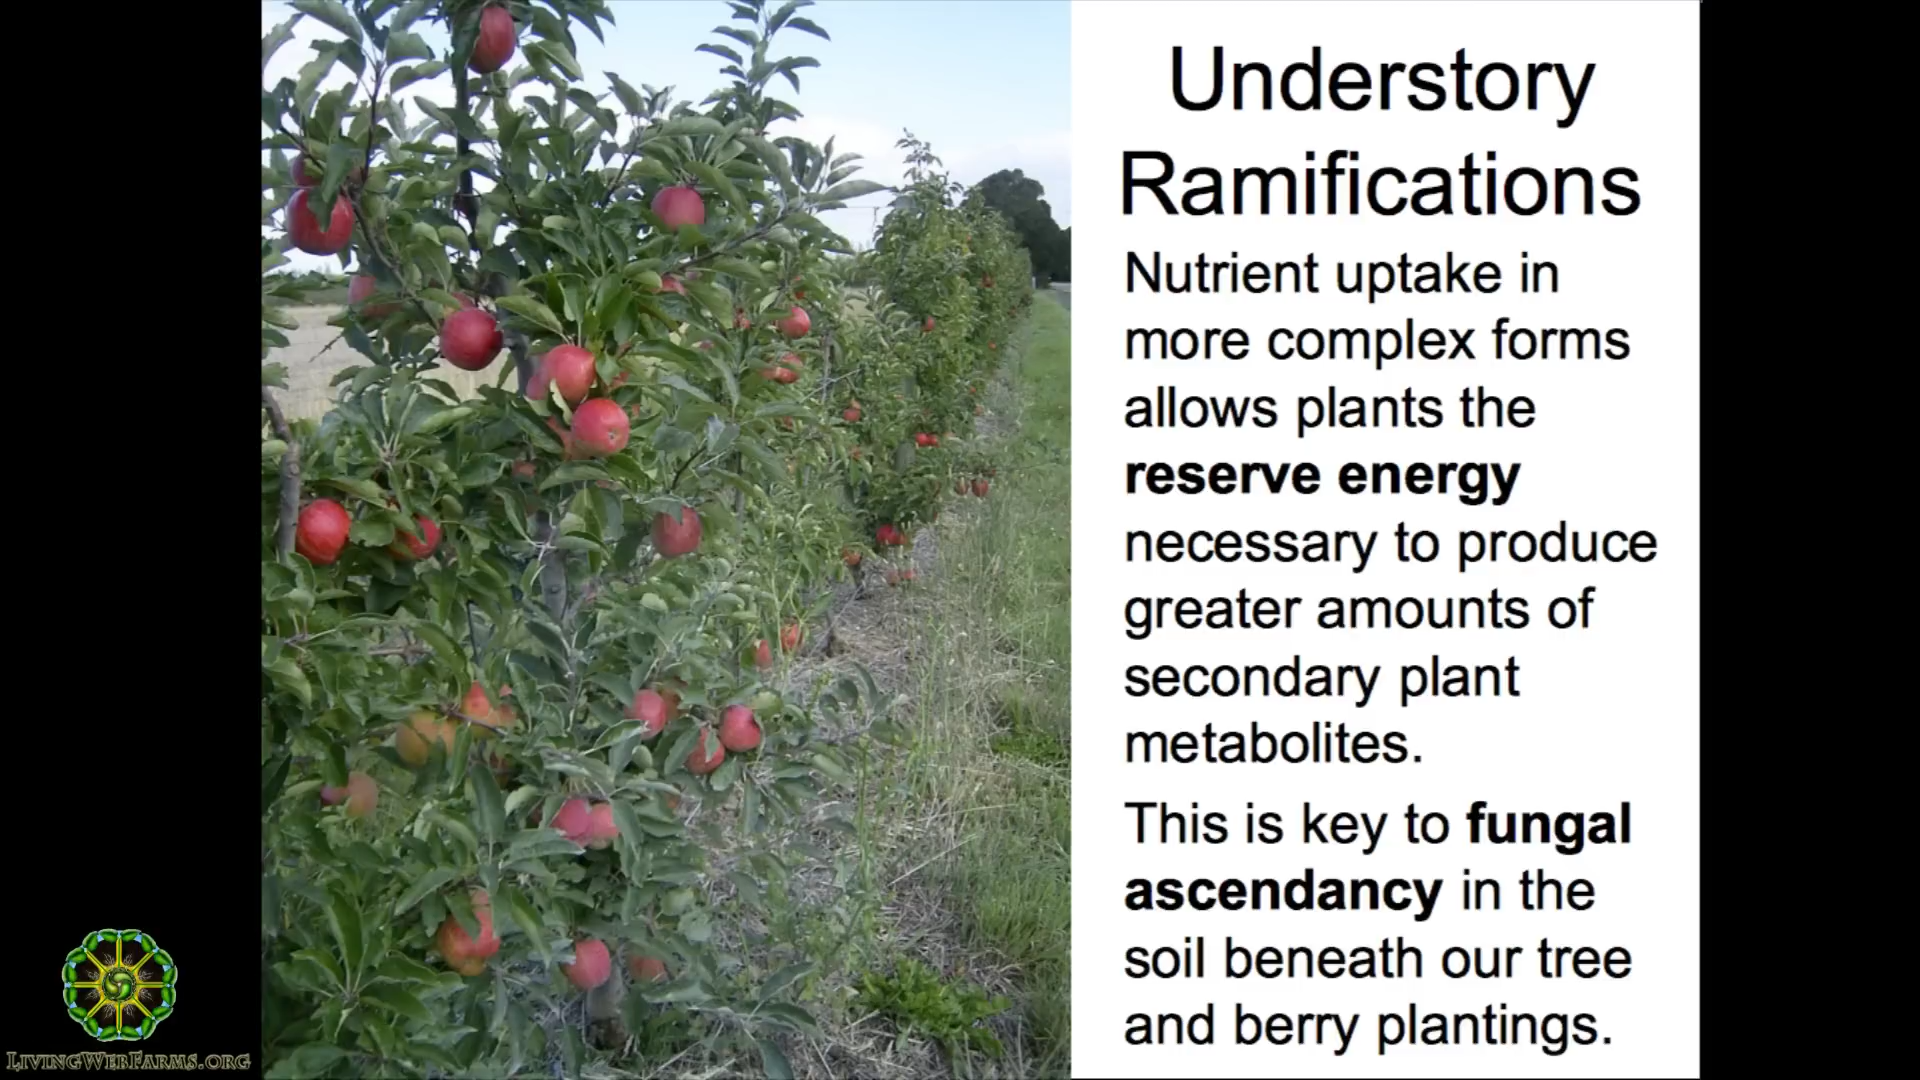 Understory
Ramifications
Nutrient uptake in
more complex forms
allows plants the
reserve energy
necessary to produce
greater amounts of
secondary plant
metabolites.
This is key to fungal
ascendancy in the
soil beneath our tree
and berry plantings.
LivingWebFarms.org